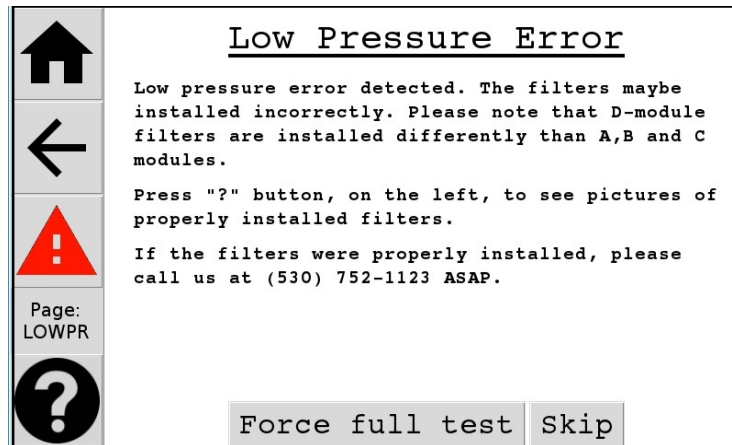 Low Pressure Error
Low pressure error detected. The filters maybe
installed incorrectly. Please note that D-module
filters are installed differently than A,B and C
modules.
Press "?" button, on the left, to see pictures of
properly installed filters.
If the filters were properly installed, please
call us at (530) 752-1123 ASAP.
Page:
LOWPR
?
Force full test
Skip